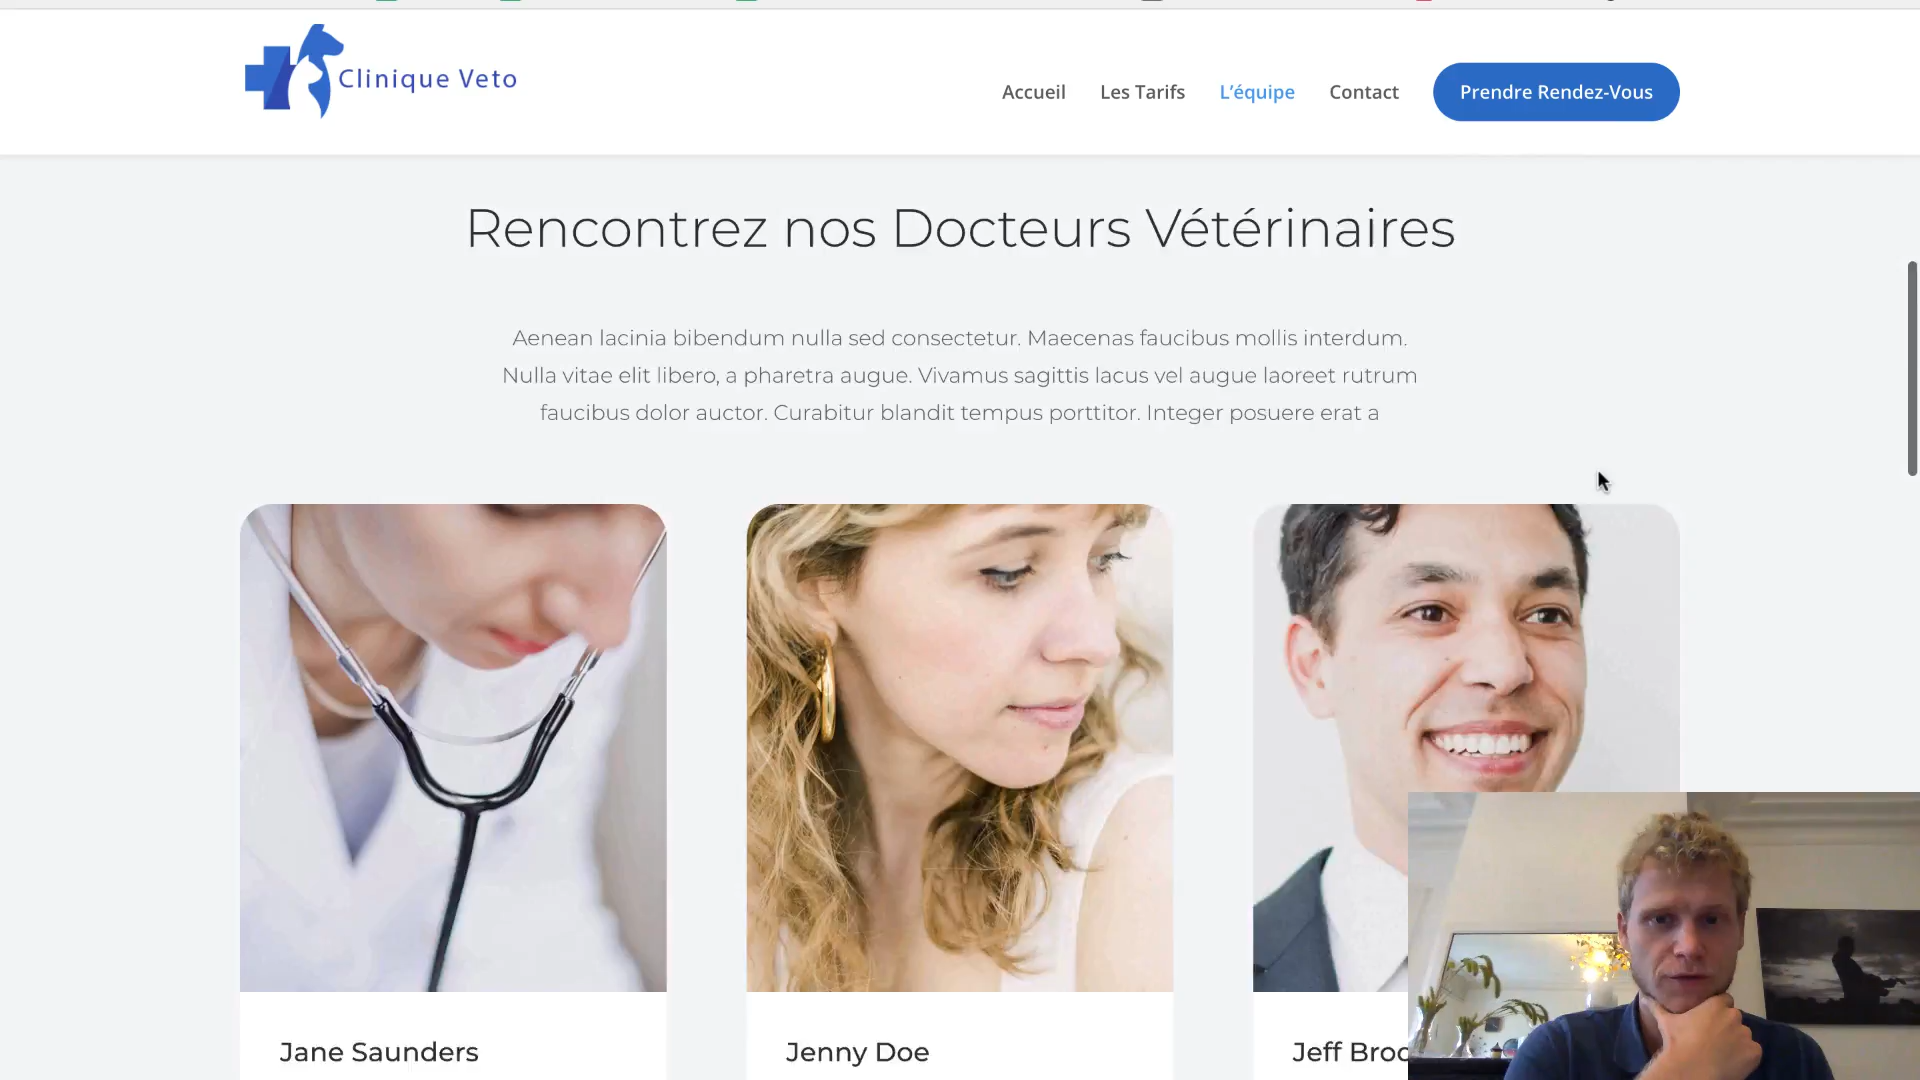 Clinique Veto
Accueil
Les Tarifs
L'équipe
Contact
Prendre Rendez-Vous
Rencontrez nos Docteurs Vétérinaires
Aenean lacinia bibendum nulla sed consectetur. Maecenas faucibus mollis interdum.
Nulla vitae elit libero, a pharetra augue. Vivamus sagittis lacus vel augue laoreet rutrum
faucibus dolor auctor. Curabitur blandit tempus porttitor. Integer posuere erat a
Jane Saunders
Jenny Doe
Jeff